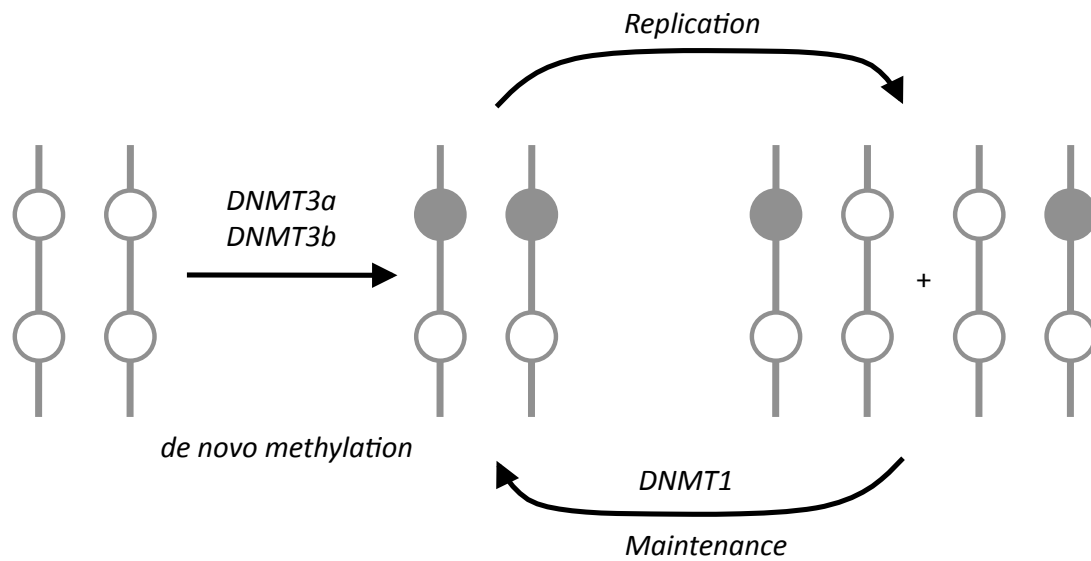 Replication
DNMT3a
DNMT3b
+
de novo methylation
DNMT1
Maintenance